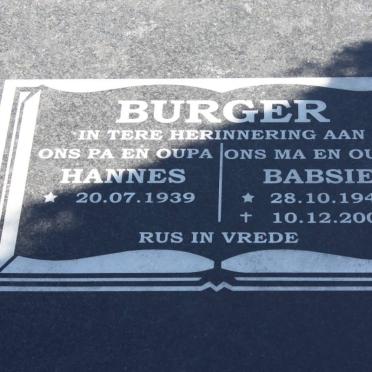 BURGER
IN TERE HERINNERING AAN
ONS PA EN OUPA ONS MA EN
HANNES BABSIE
★ 20.07.1939 ★ 28.10.194
✝ 10.12.200
RUS IN VREDE